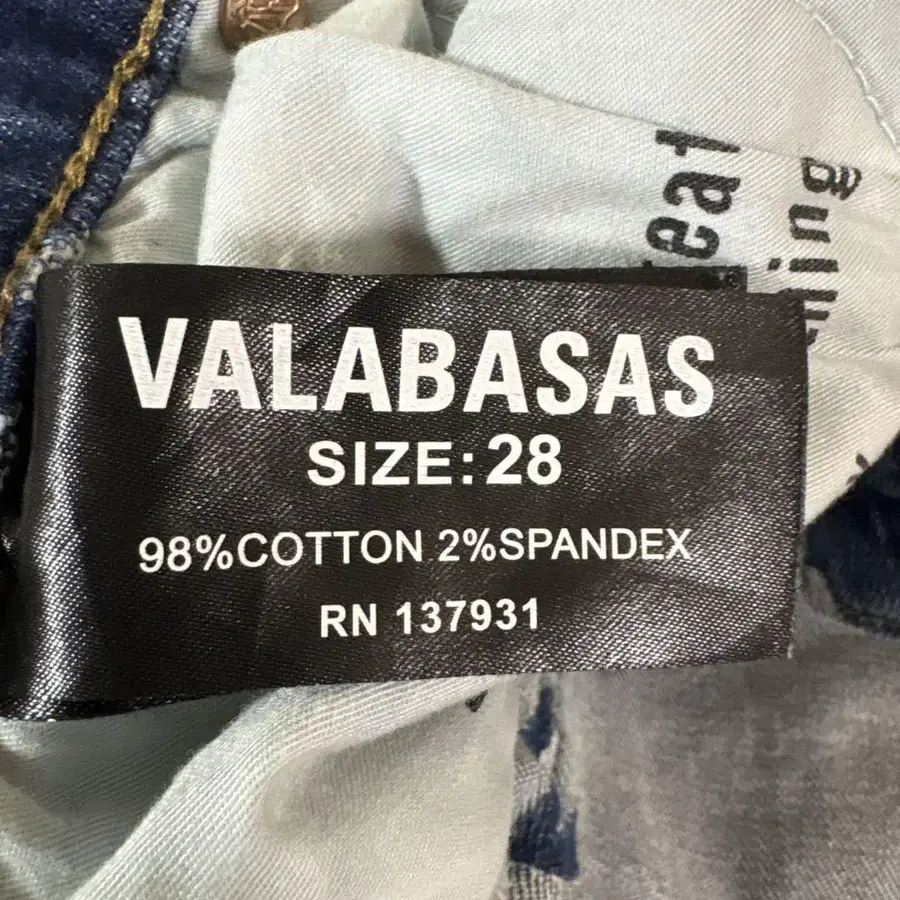 VALABASAS
SIZE: 28
98%COTTON 2%SPANDEX
RN 137931